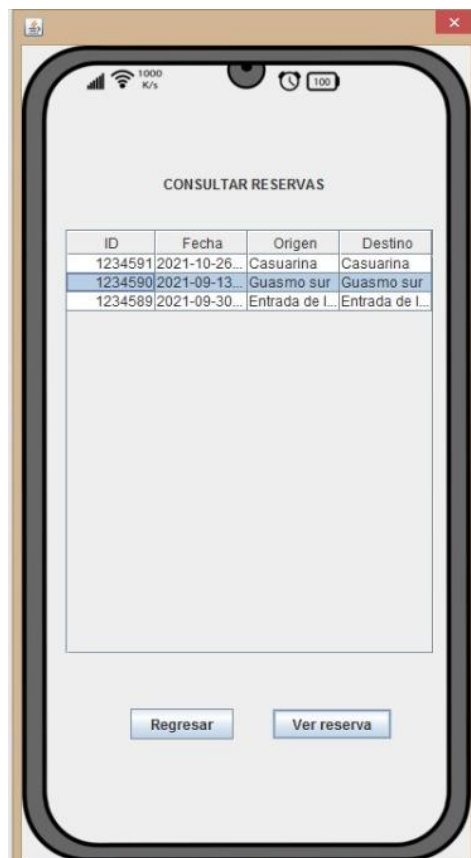 1000
K/s
100
CONSULTAR RESERVAS
ID Fecha Origen Destino
1234591 2021-10-26... Casuarina Casuarina
1234590 2021-09-13... Guasmo sur Guasmo sur
1234589 2021-09-30... Entrada de l... Entrada de l...
Regresar Ver reserva